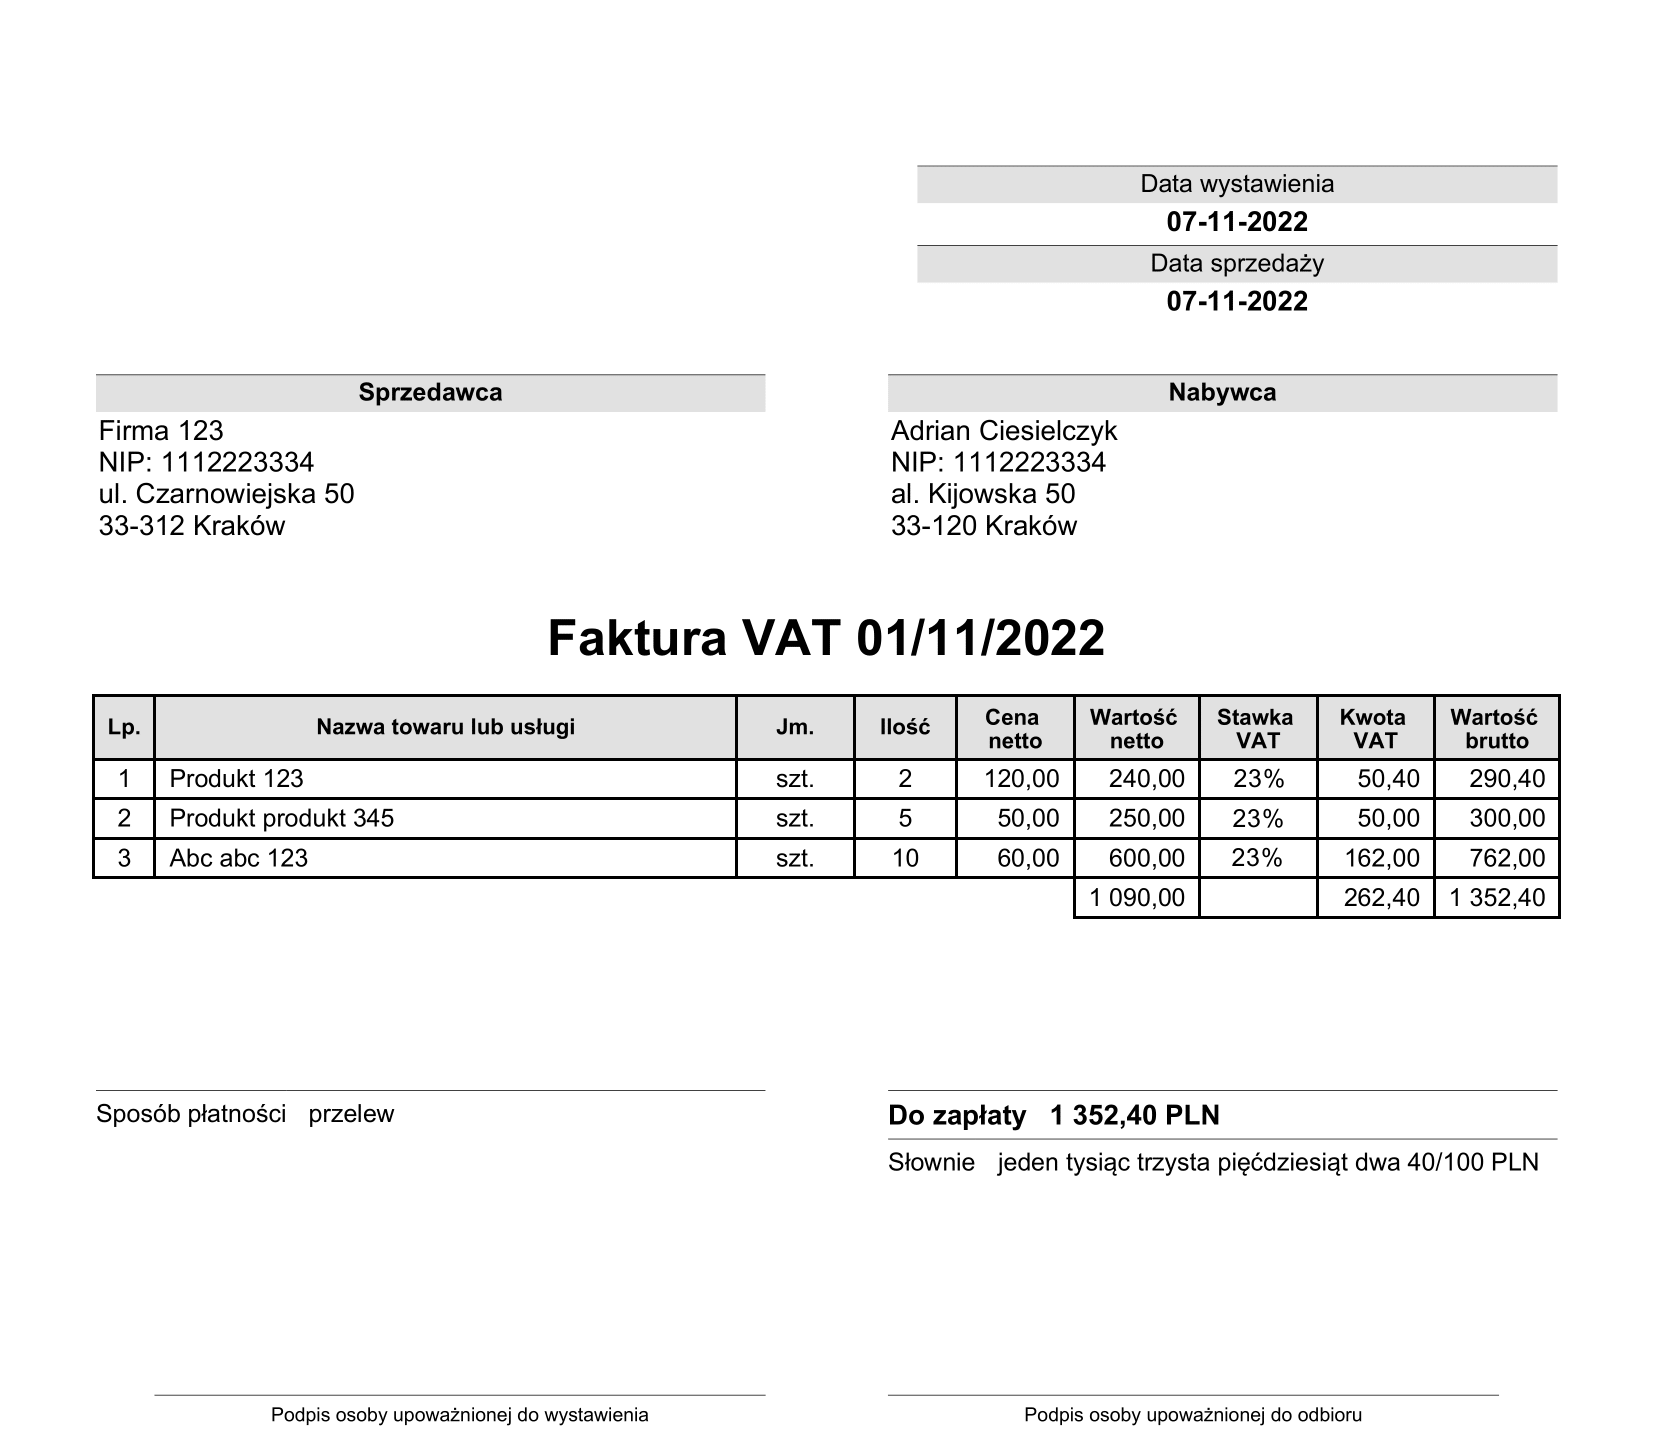 Data wystawienia
07-11-2022
Data sprzedaży
07-11-2022
Sprzedawca
Firma 123
NIP: 1112223334
ul. Czarnowiejska 50
33-312 Kraków
Nabywca
Adrian Ciesielczyk
NIP: 1112223334
al. Kijowska 50
33-120 Kraków
Faktura VAT 01/11/2022
Lp. Nazwa towaru lub usługi Jm. Ilość Cena netto Wartość netto Stawka VAT Kwota VAT Wartość brutto
1 Produkt 123 szt. 2 120,00 240,00 23% 50,40 290,40
2 Produkt produkt 345 szt. 5 50,00 250,00 23% 50,00 300,00
3 Abc abc 123 szt. 10 60,00 600,00 23% 162,00 762,00
1 090,00 262,40 1 352,40
Sposób płatności przelew
Do zapłaty 1 352,40 PLN
Słownie jeden tysiąc trzysta pięćdziesiąt dwa 40/100 PLN
Podpis osoby upoważnionej do wystawienia
Podpis osoby upoważnionej do odbioru